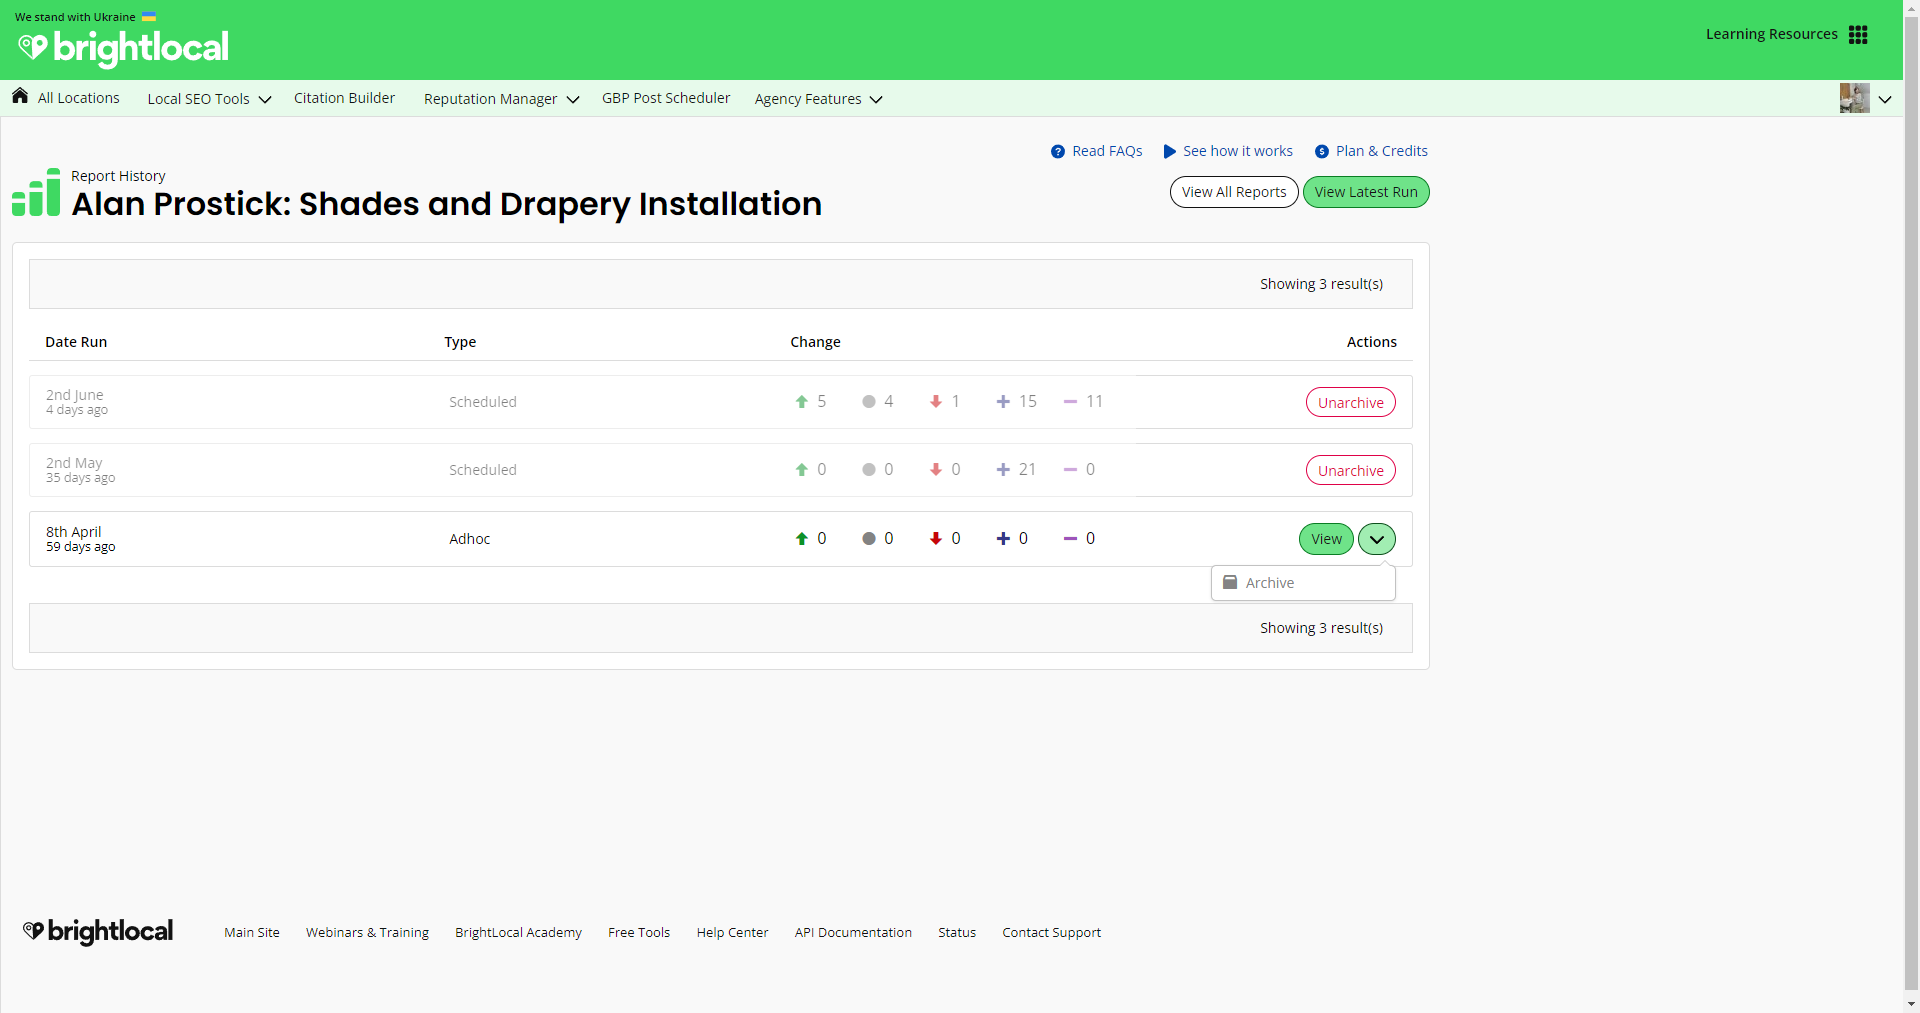 We stand with Ukraine
brightlocal
Learning Resources
All Locations Local SEO Tools Citation Builder Reputation Manager GBP Post Scheduler Agency Features
Read FAQs See how it works Plan & Credits
Report History
Alan Prostick: Shades and Drapery Installation
View All Reports View Latest Run
Showing 3 result(s)
Date Run Type Change Actions
2nd June
4 days ago
Scheduled 5 4 1 15 11 Unarchive
2nd May
35 days ago
Scheduled 0 0 0 21 0 Unarchive
8th April
59 days ago
Adhoc 0 0 0 0 0 View
Archive
Showing 3 result(s)
brightlocal Main Site Webinars & Training BrightLocal Academy Free Tools Help Center API Documentation Status Contact Support